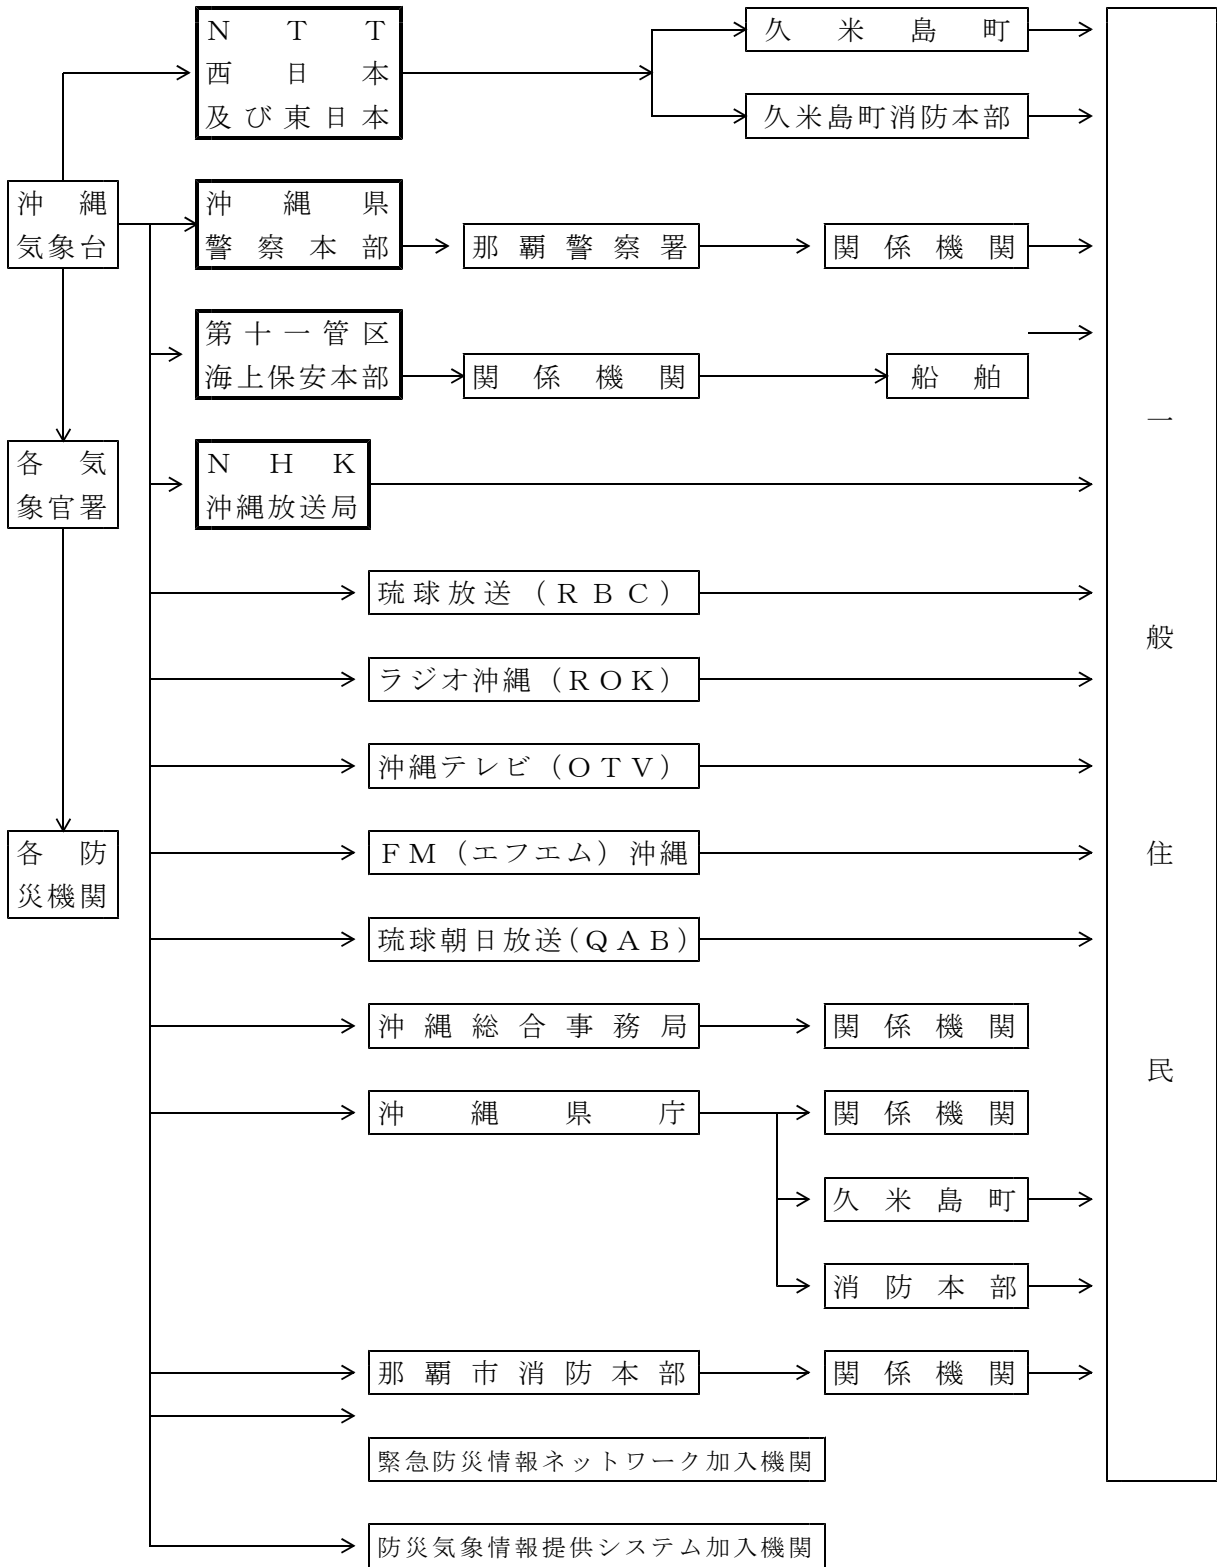 ＮＴＴ
西日本
及び東日本
久米島町
久米島町消防本部
沖縄
気象台
沖縄県
警察本部
那覇警察署
関係機関
第十一管区
海上保安本部
関係機関
船舶
各気
象官署
ＮＨＫ
沖縄放送局
琉球放送（ＲＢＣ）
ラジオ沖縄（ＲＯＫ）
沖縄テレビ（ＯＴＶ）
各防
災機関
ＦＭ（エフエム）沖縄
琉球朝日放送（ＱＡＢ）
沖縄総合事務局
関係機関
沖縄県庁
関係機関
久米島町
消防本部
那覇市消防本部
関係機関
緊急防災情報ネットワーク加入機関
防災気象情報提供システム加入機関
一般住民